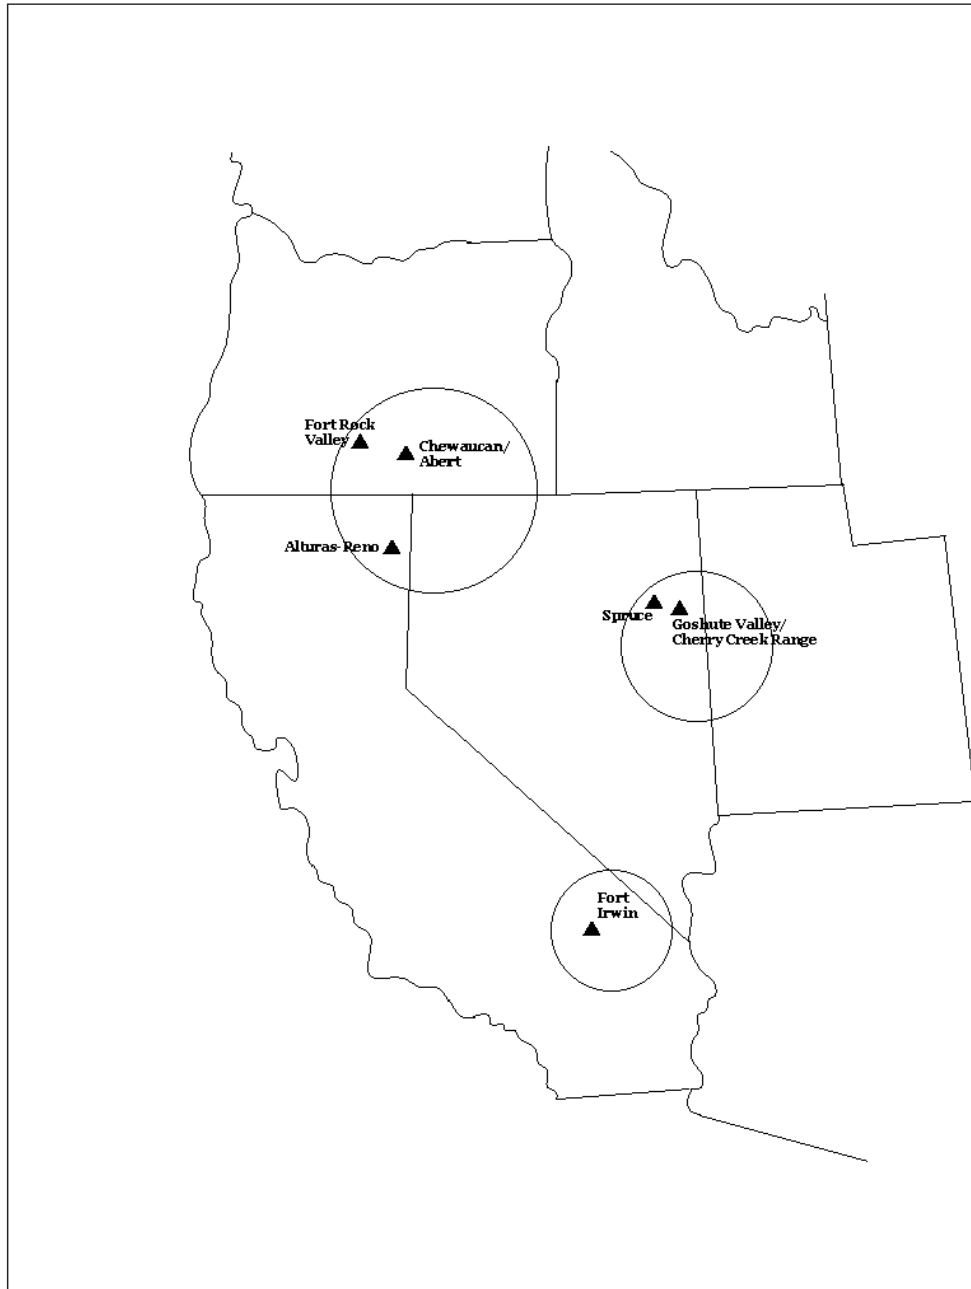 Fort Rock
Valley
Chewaucan/
Abert
Alturas-Reno
Spruce
Goshute Valley/
Cherry Creek Range
Fort
Irwin